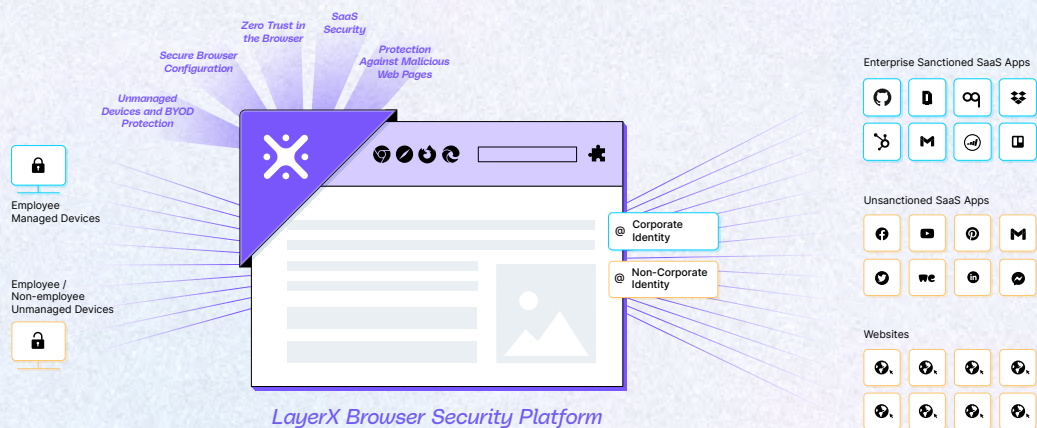 SaaS
Security
Zero Trust in
the Browser
Secure Browser
Configuration
Protection
Against Malicious
Web Pages
Unmanaged
Devices and BYOD
Protection
Employee
Managed Devices
Employee /
Non-employee
Unmanaged Devices
@ Corporate
Identity
@ Non-Corporate
Identity
LayerX Browser Security Platform
Enterprise Sanctioned SaaS Apps
Unsanctioned SaaS Apps
we
in
Websites